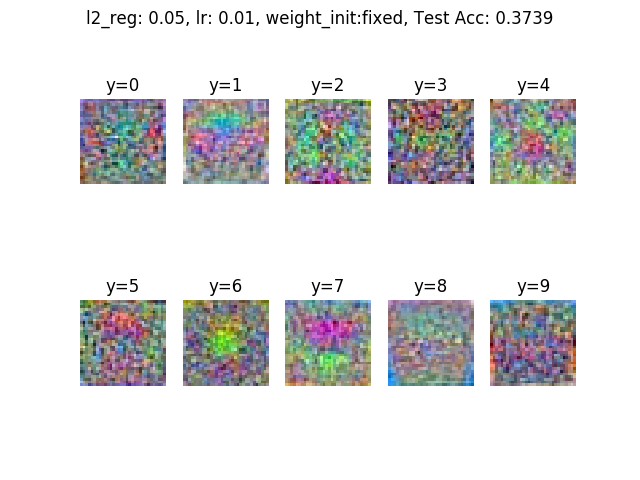 l2_reg: 0.05, lr: 0.01, weight_init:fixed, Test Acc: 0.3739
y=0 y=1 y=2 y=3 y=4
y=5 y=6 y=7 y=8 y=9